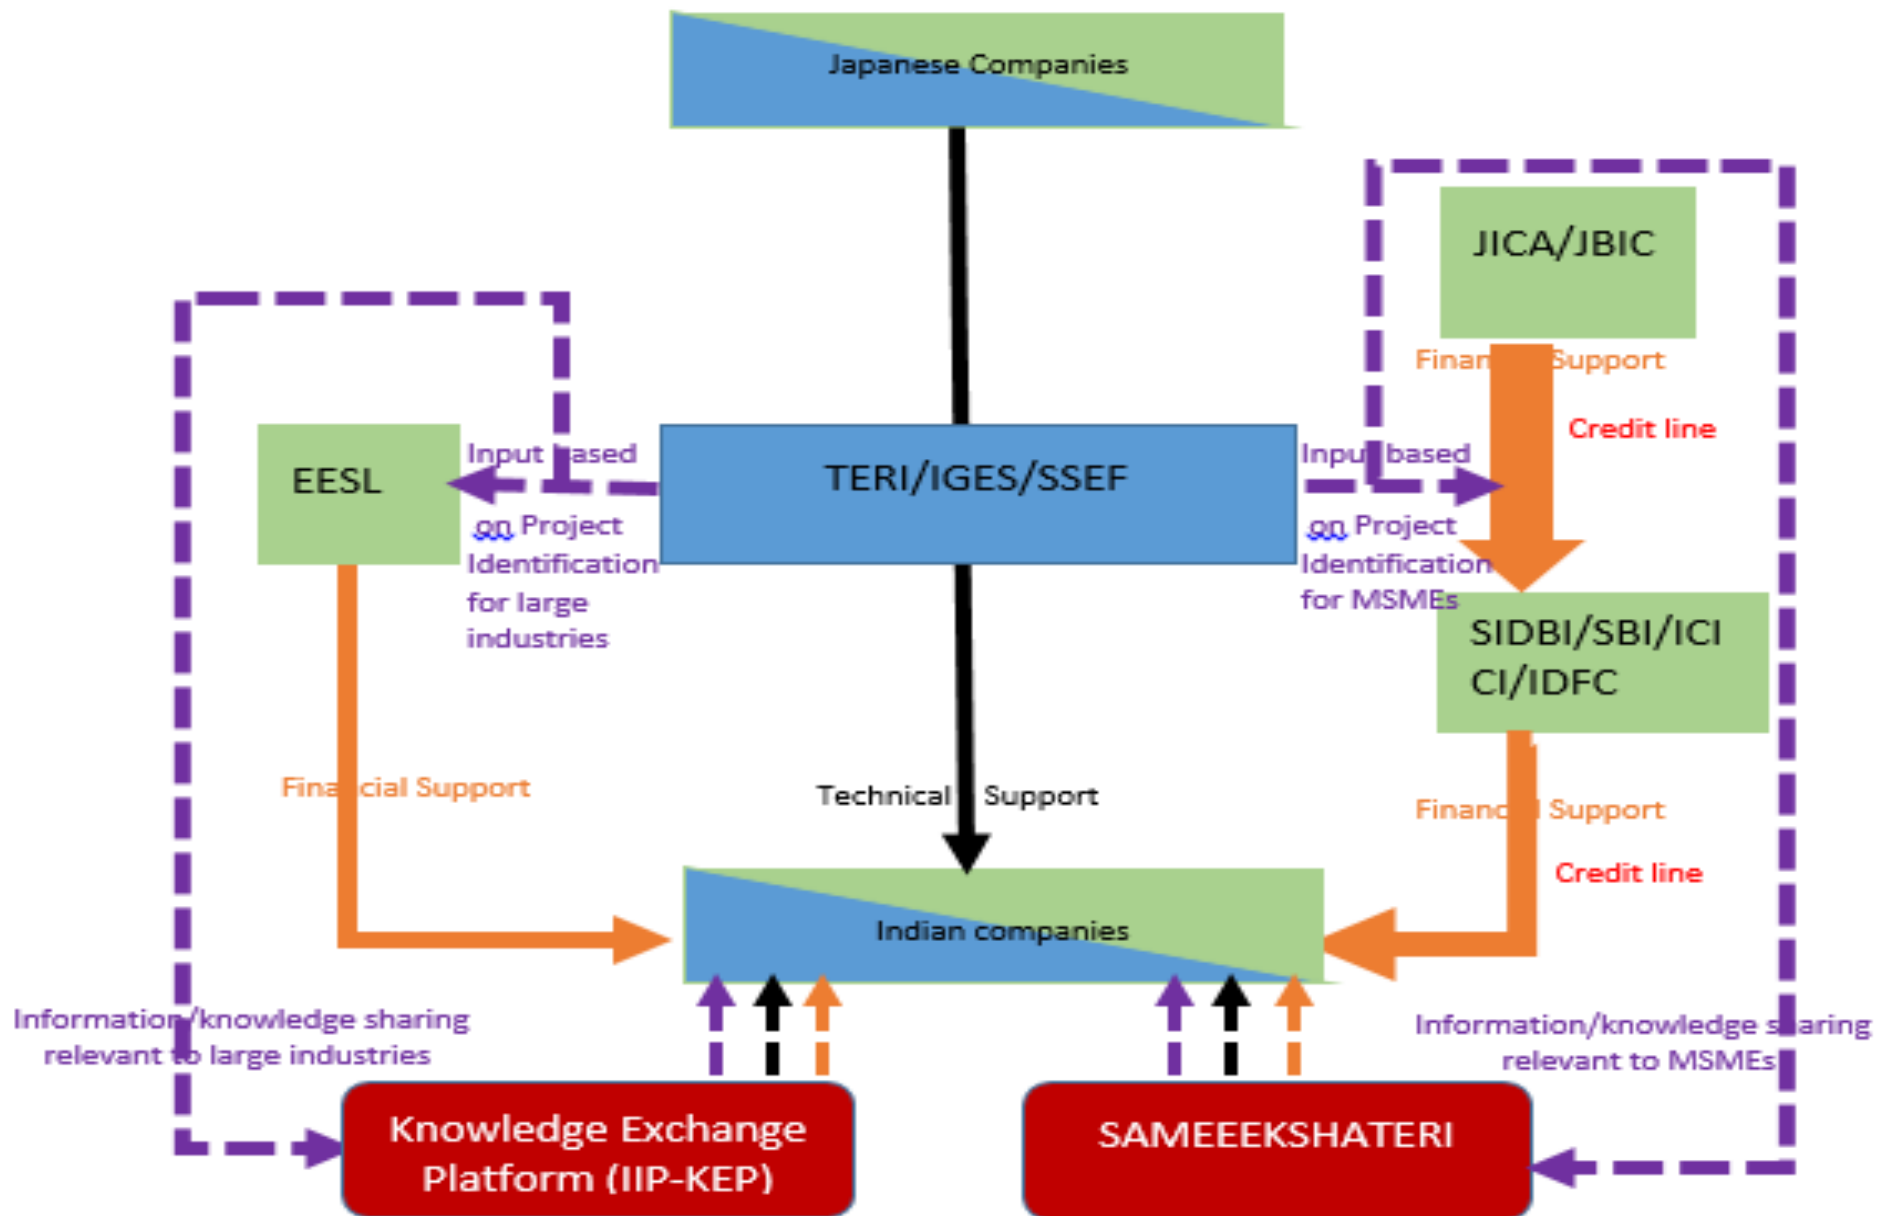 Japanese Companies
JICA/JBIC
Financial Support
Credit line
EESL
Input based
on Project
Identification
for large
industries
TERI/IGES/SSEF
Input based
on Project
Identification
for MSMEs
SIDBI/SBI/ICI
CI/IDFC
Financial Support
Technical Support
Financial Support
Credit line
Indian companies
Information/knowledge sharing
relevant to large industries
Information/knowledge sharing
relevant to MSMEs
Knowledge Exchange
Platform (IIP-KEP)
SAMEEEKSHATERI